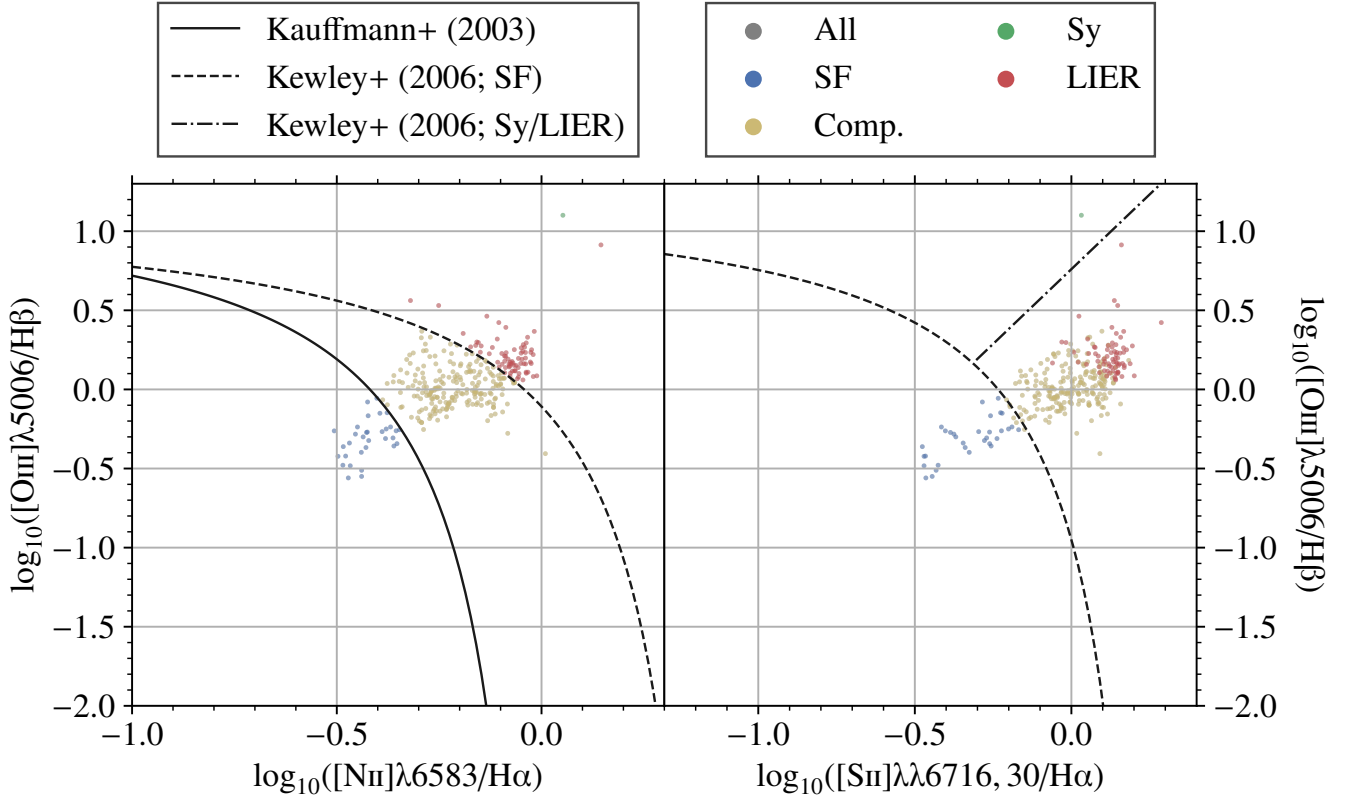 Kauffmann+ (2003)
Kewley+ (2006; SF)
Kewley+ (2006; Sy/LIER)
All
SF
Comp.
Sy
LIER
log₁₀([OIII]λ5006/Hβ)
1.0
0.5
0.0
−0.5
−1.0
−1.5
−2.0
−1.0
−0.5
0.0
log₁₀([NII]λ6583/Hα)
−1.0
−0.5
0.0
log₁₀([SII]λλ6716, 30/Hα)
1.0
0.5
0.0
−0.5
−1.0
−1.5
−2.0
log₁₀([OIII]λ5006/Hβ)